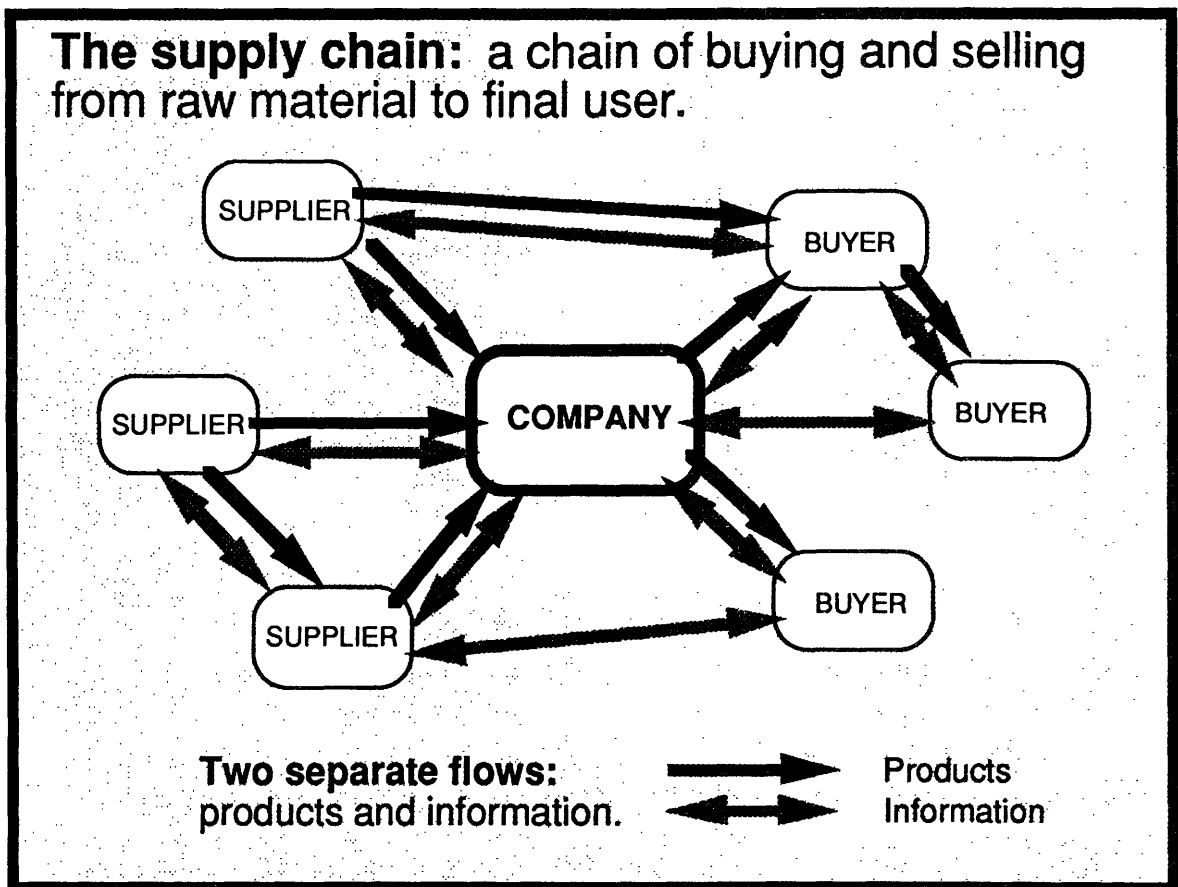 The supply chain: a chain of buying and selling
from raw material to final user.
SUPPLIER
BUYER
SUPPLIER
COMPANY
BUYER
SUPPLIER
BUYER
Two separate flows:
products and information.
Products
Information